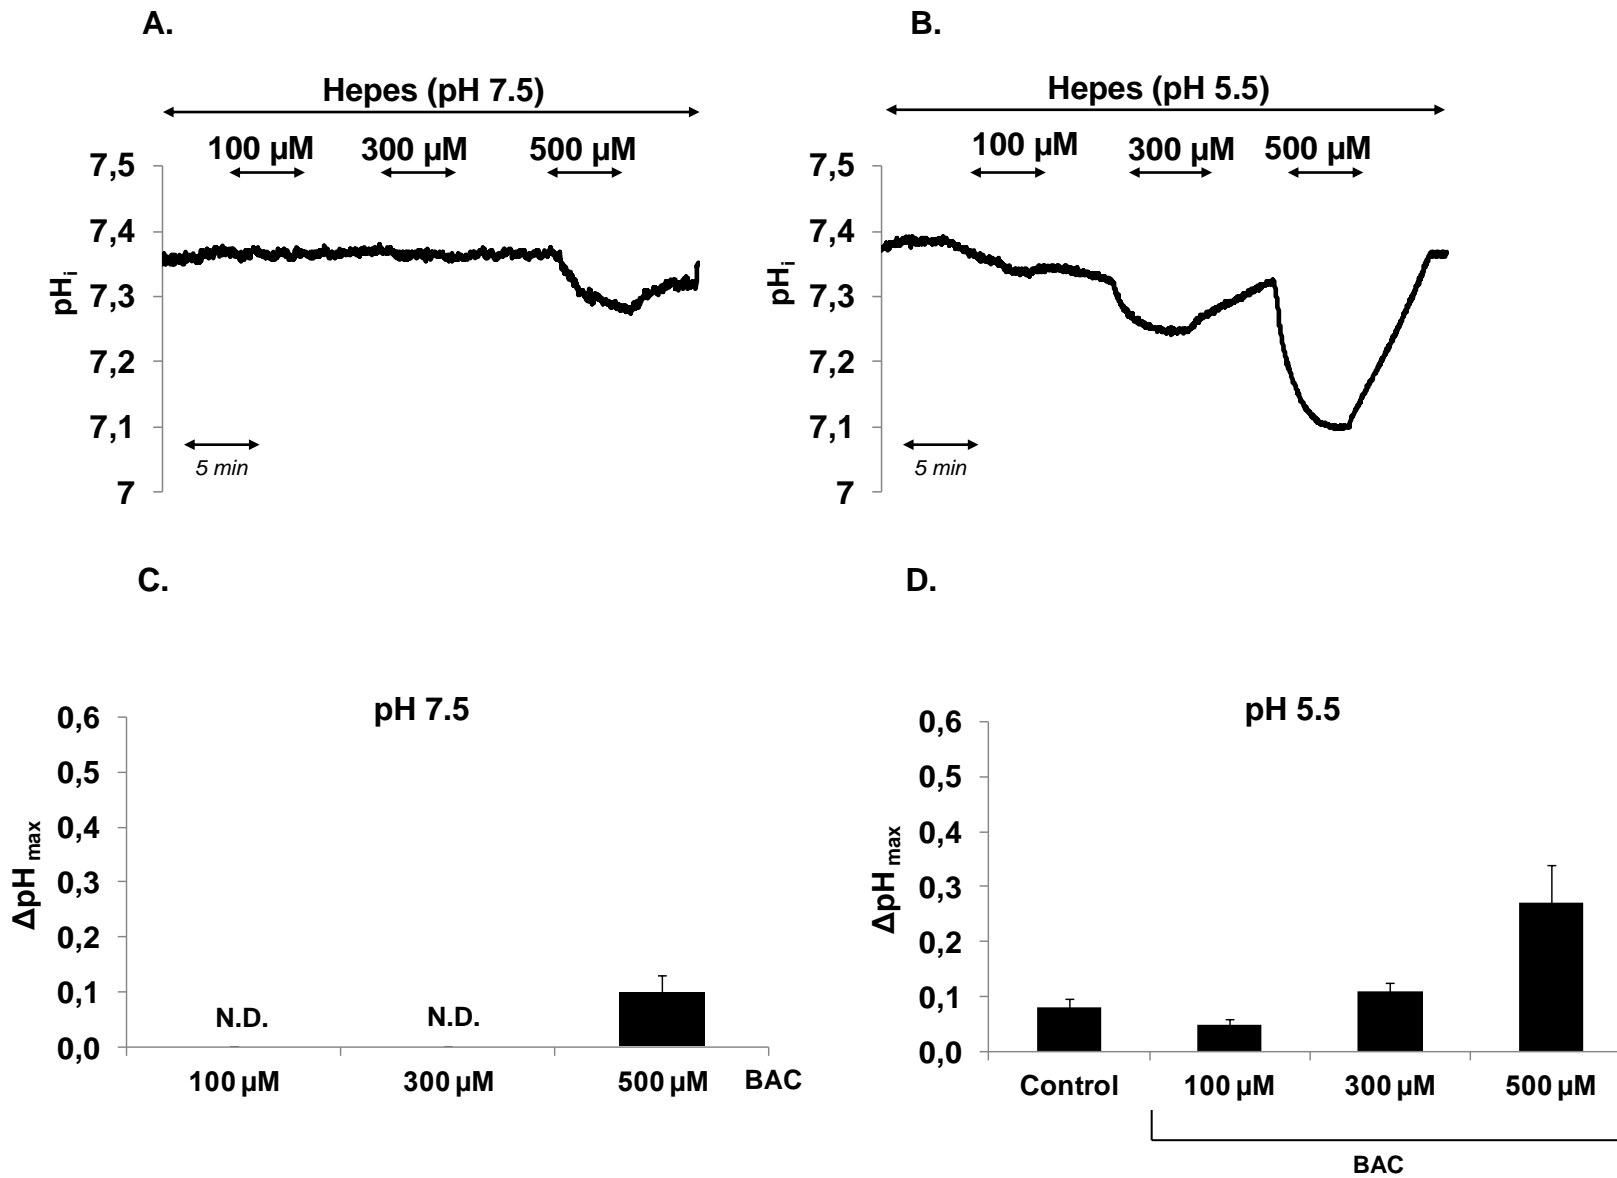 A.
Hepes (pH 7.5)
100 µM 300 µM 500 µM
7,5
7,4
7,3
7,2
7,1
7
pHi
5 min
B.
Hepes (pH 5.5)
100 µM 300 µM 500 µM
7,5
7,4
7,3
7,2
7,1
7
pHi
5 min
C.
pH 7.5
0,6
0,5
0,4
0,3
0,2
0,1
0,0
ΔpH max
N.D. N.D.
100 µM 300 µM 500 µM BAC
D.
pH 5.5
0,6
0,5
0,4
0,3
0,2
0,1
0,0
ΔpH max
Control 100 µM 300 µM 500 µM
BAC